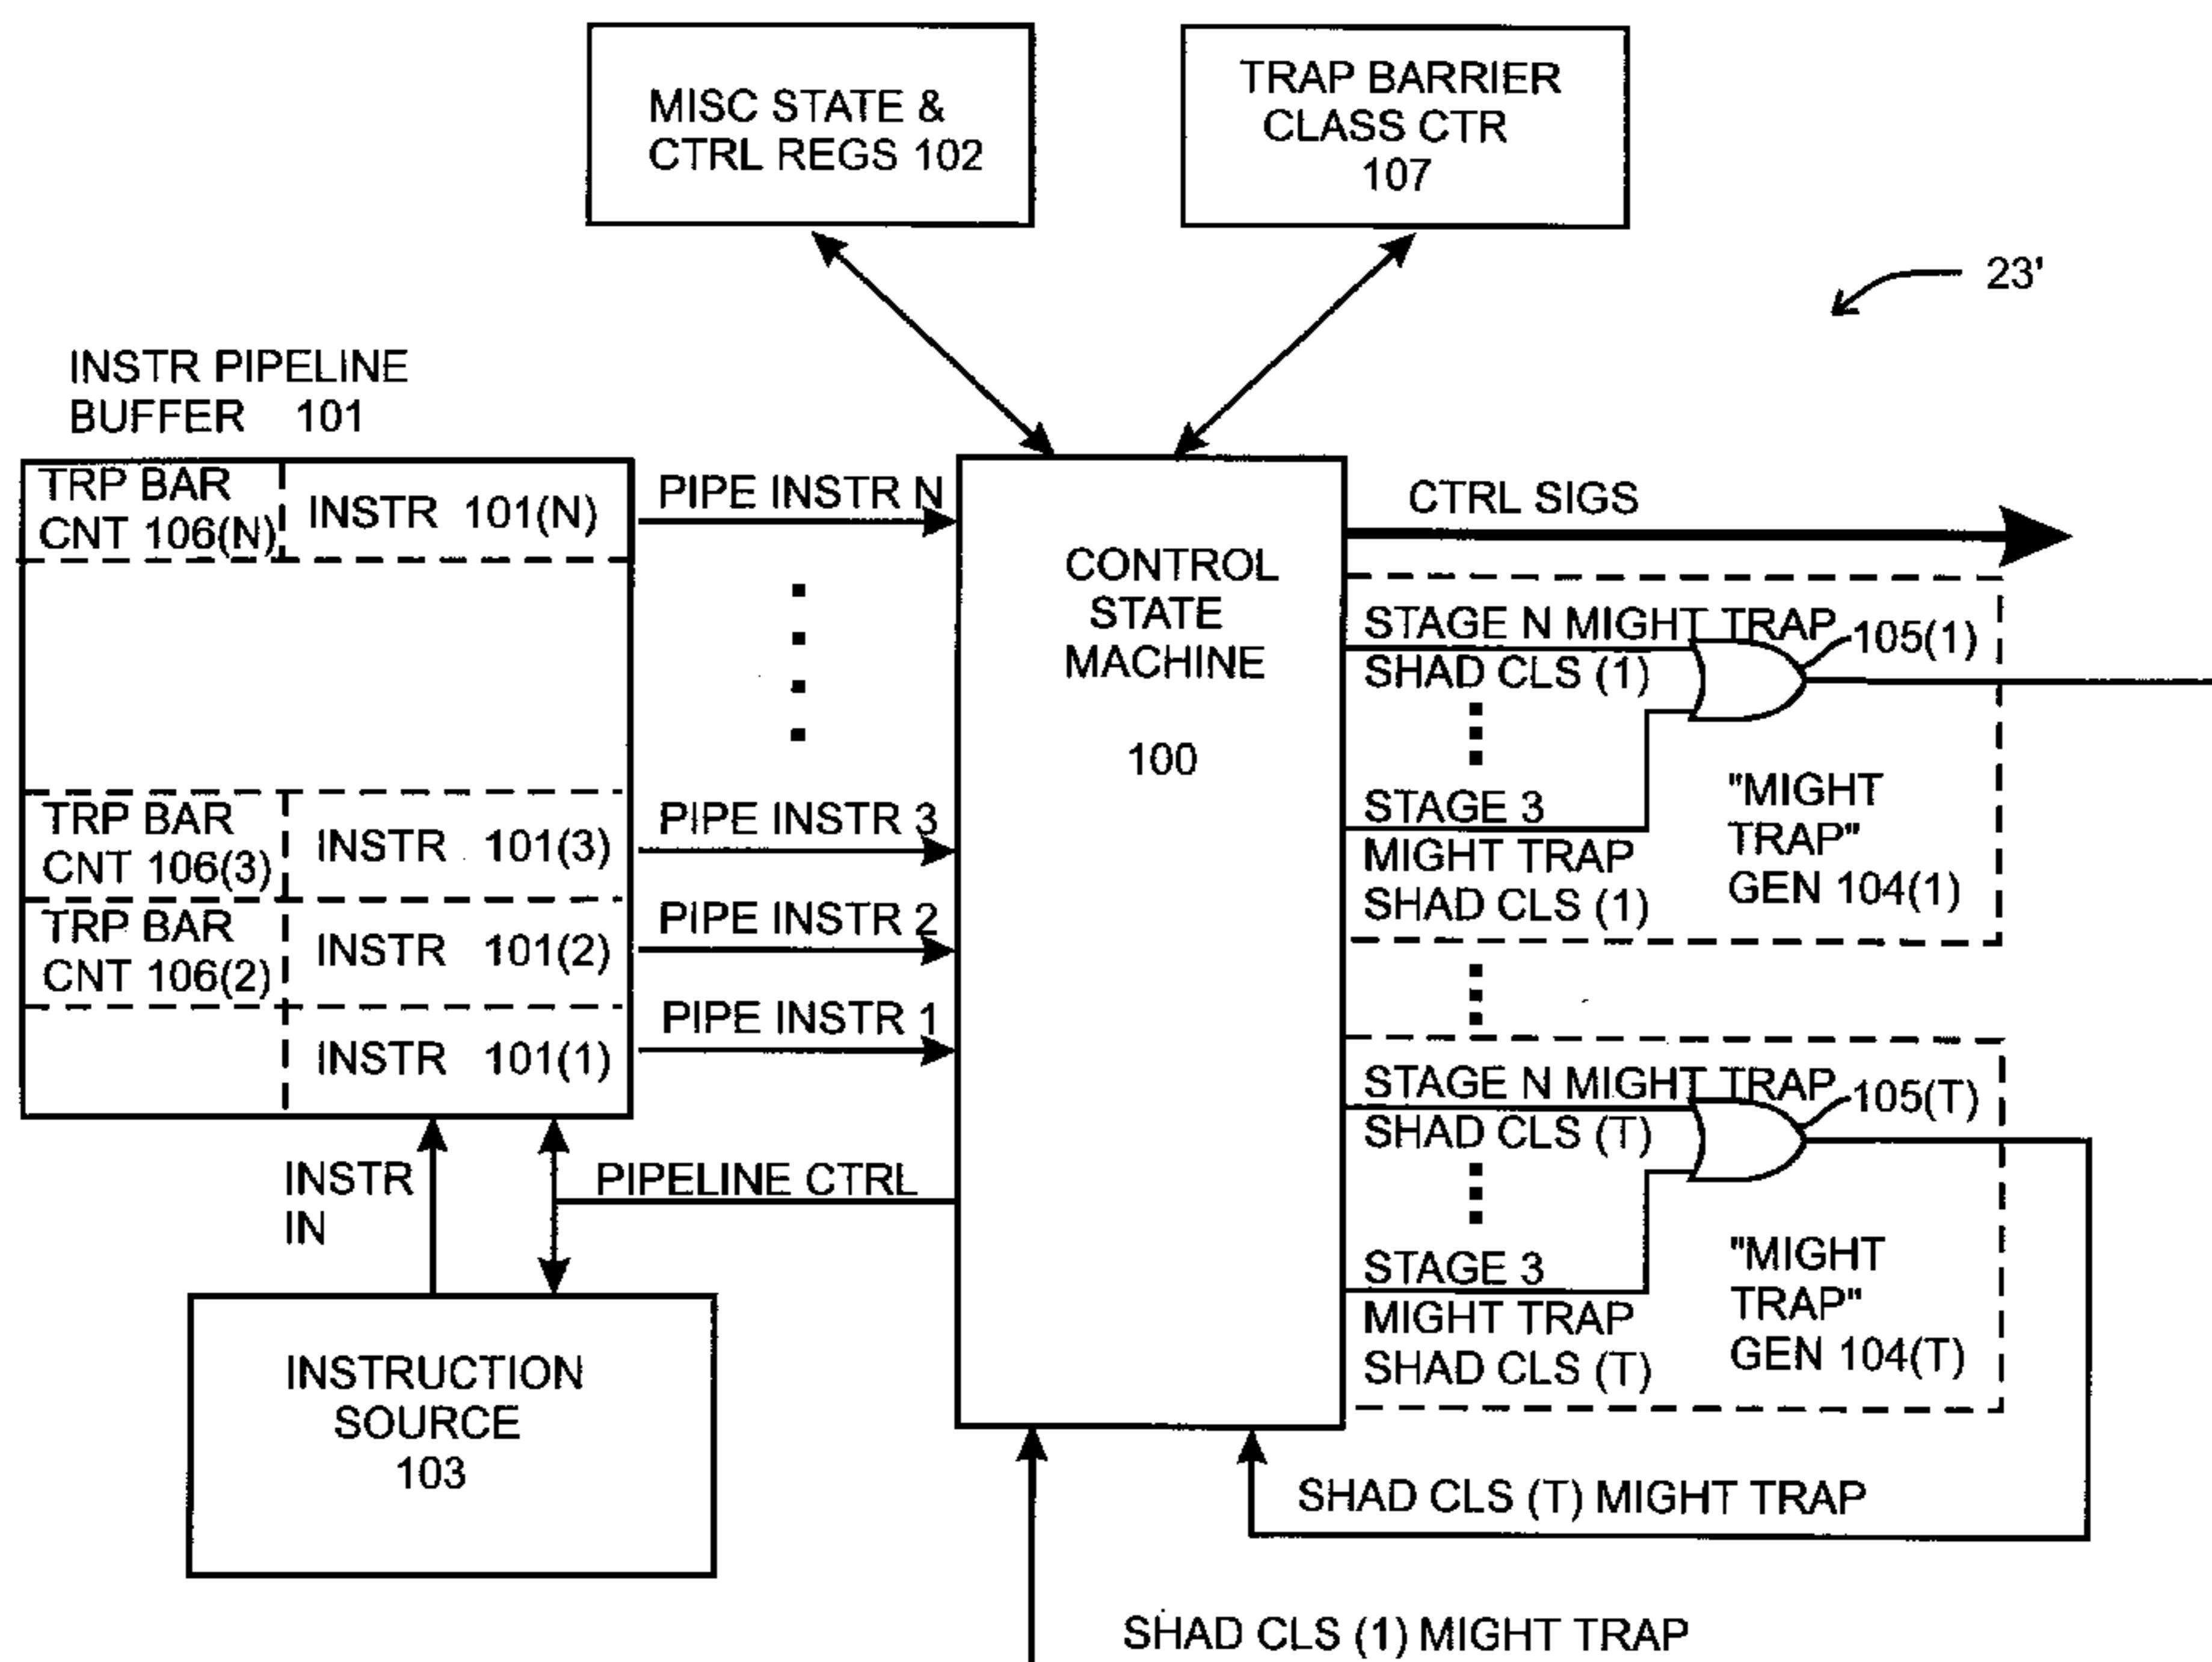 MISC STATE &
CTRL REGS 102
TRAP BARRIER
CLASS CTR
107
23'
INSTR PIPELINE
BUFFER 101
TRP BAR
CNT 106(N)
INSTR 101(N)
PIPE INSTR N
TRP BAR
CNT 106(3)
INSTR 101(3)
PIPE INSTR 3
TRP BAR
CNT 106(2)
INSTR 101(2)
PIPE INSTR 2
INSTR 101(1)
PIPE INSTR 1
INSTR
IN
PIPELINE CTRL
INSTRUCTION
SOURCE
103
CONTROL
STATE
MACHINE
100
CTRL SIGS
STAGE N MIGHT TRAP
SHAD CLS (1)
105(1)
STAGE 3
MIGHT TRAP
SHAD CLS (1)
"MIGHT
TRAP"
GEN 104(1)
STAGE N MIGHT TRAP
SHAD CLS (T)
105(T)
STAGE 3
MIGHT TRAP
SHAD CLS (T)
"MIGHT
TRAP"
GEN 104(T)
SHAD CLS (T) MIGHT TRAP
SHAD CLS (1) MIGHT TRAP